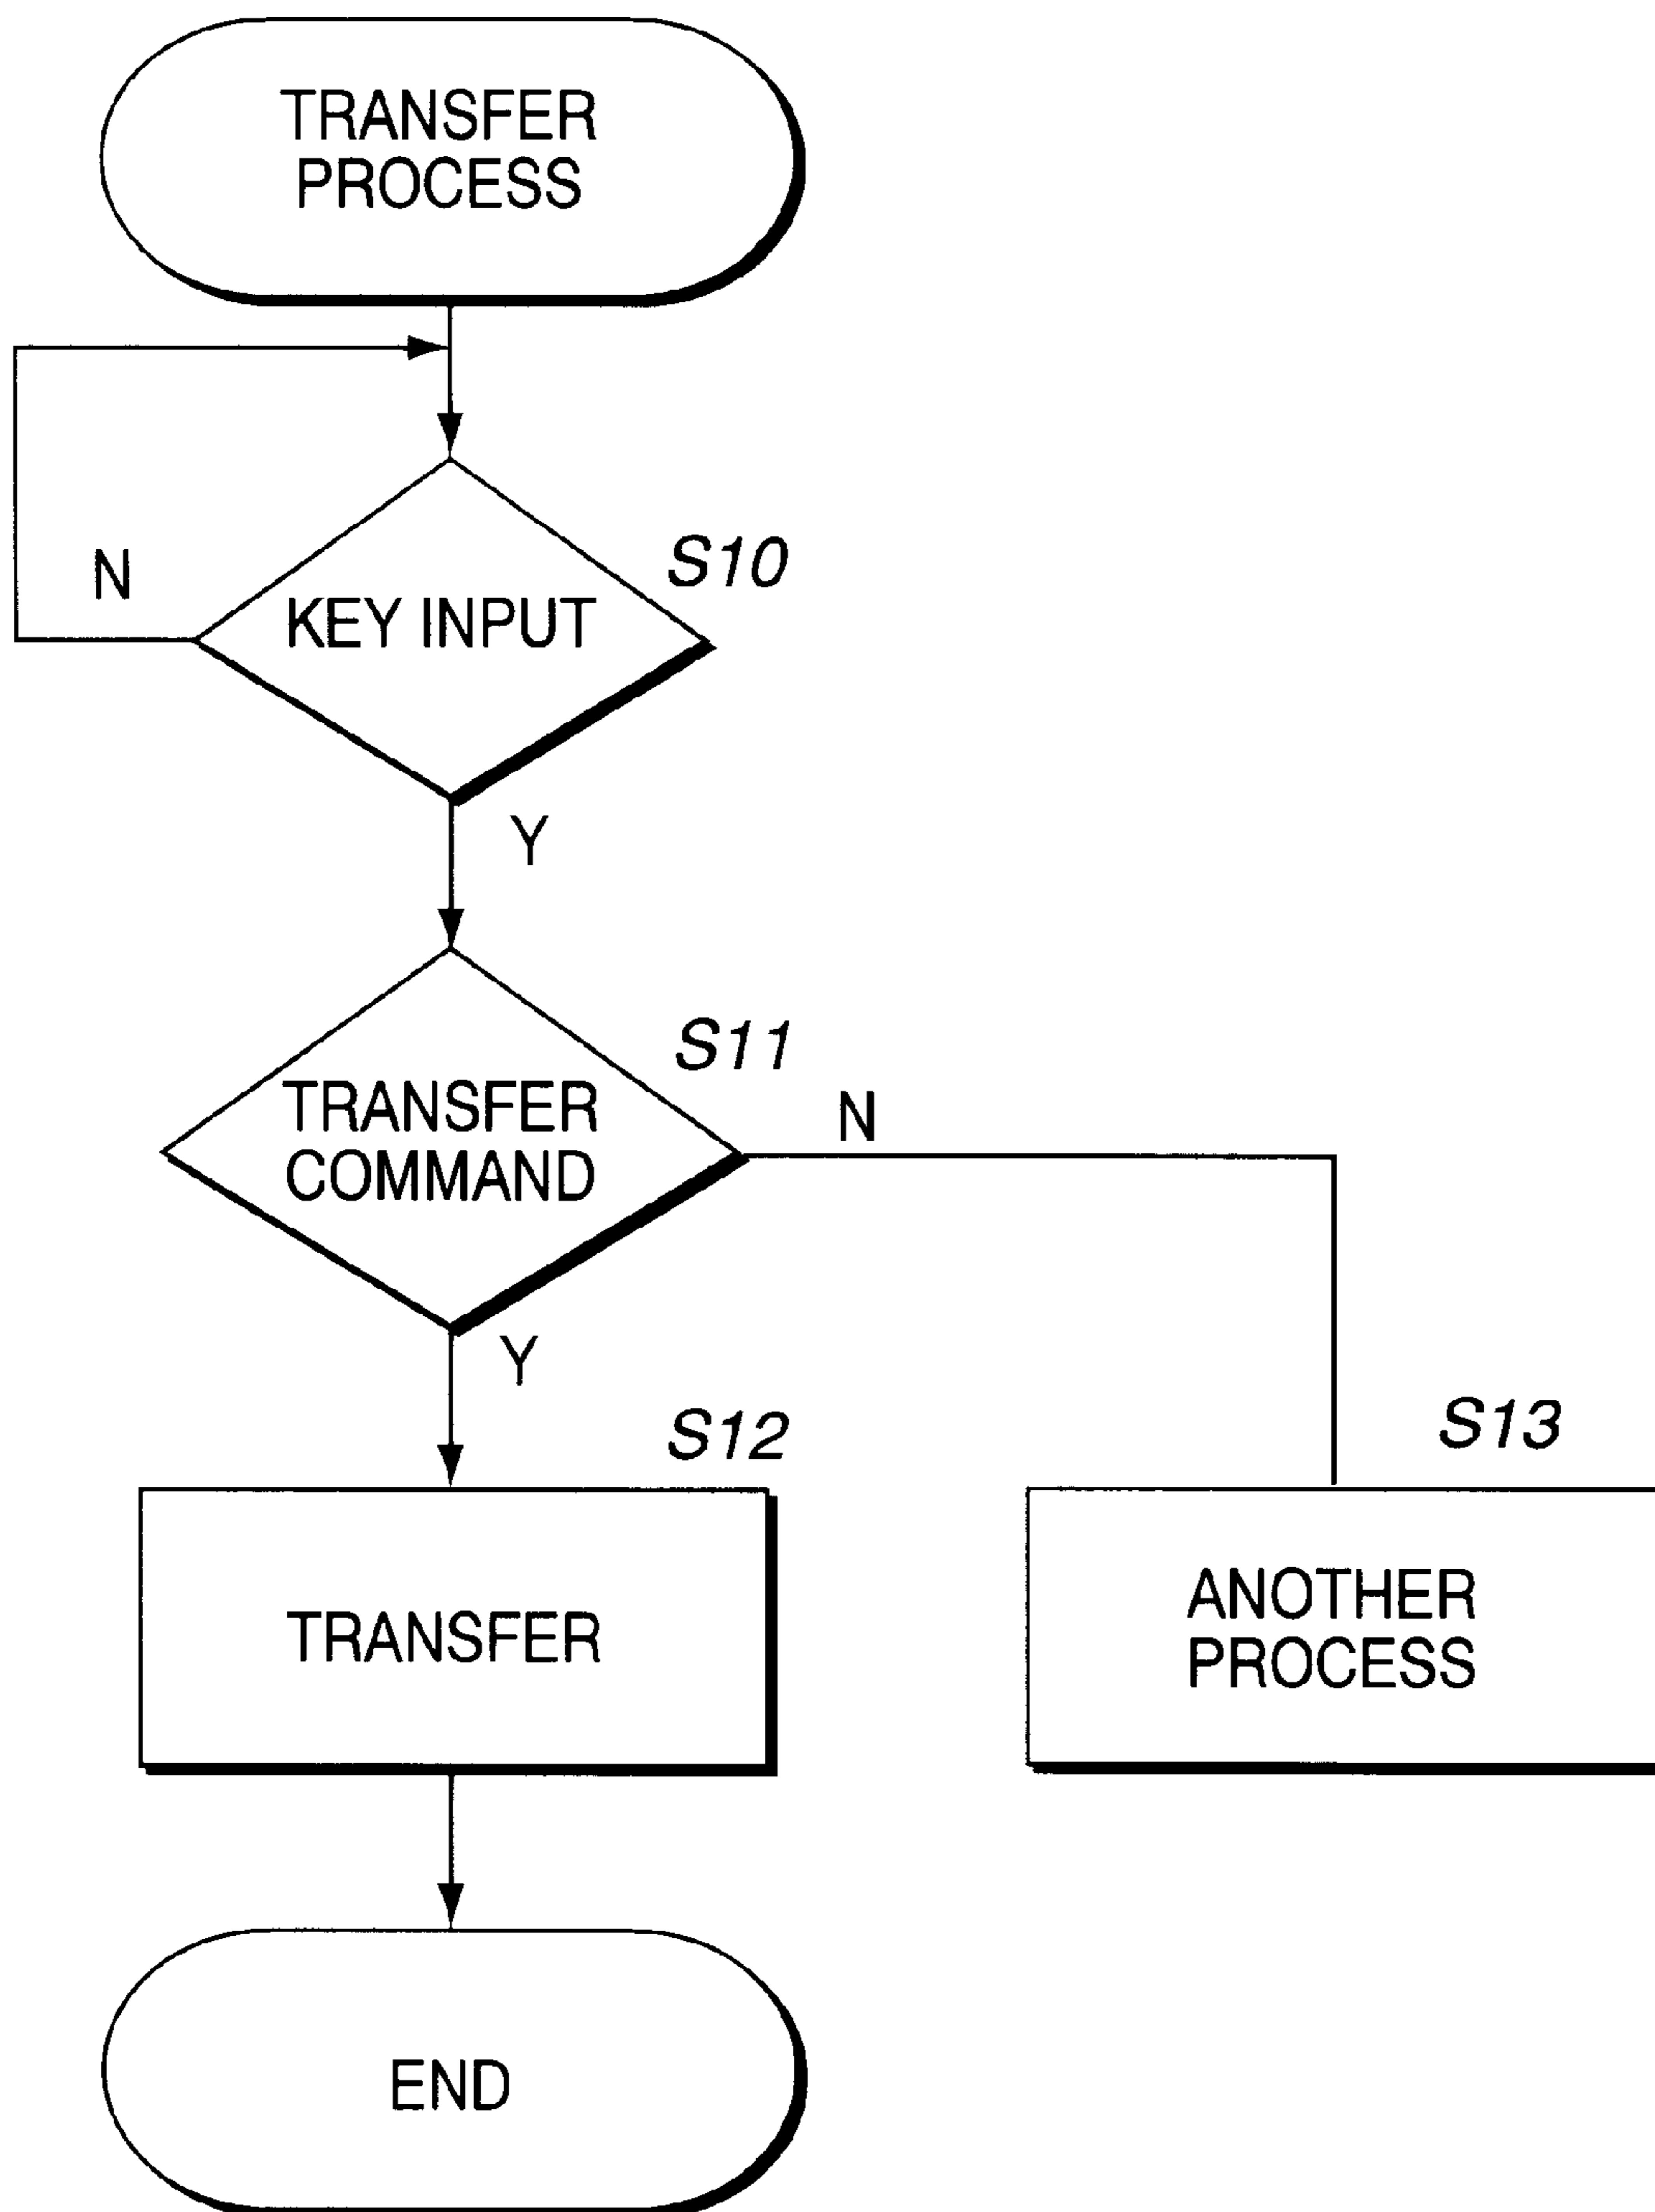 TRANSFER
PROCESS
S10
N
KEY INPUT
Y
S11
N
TRANSFER
COMMAND
Y
S12
S13
TRANSFER
ANOTHER
PROCESS
END